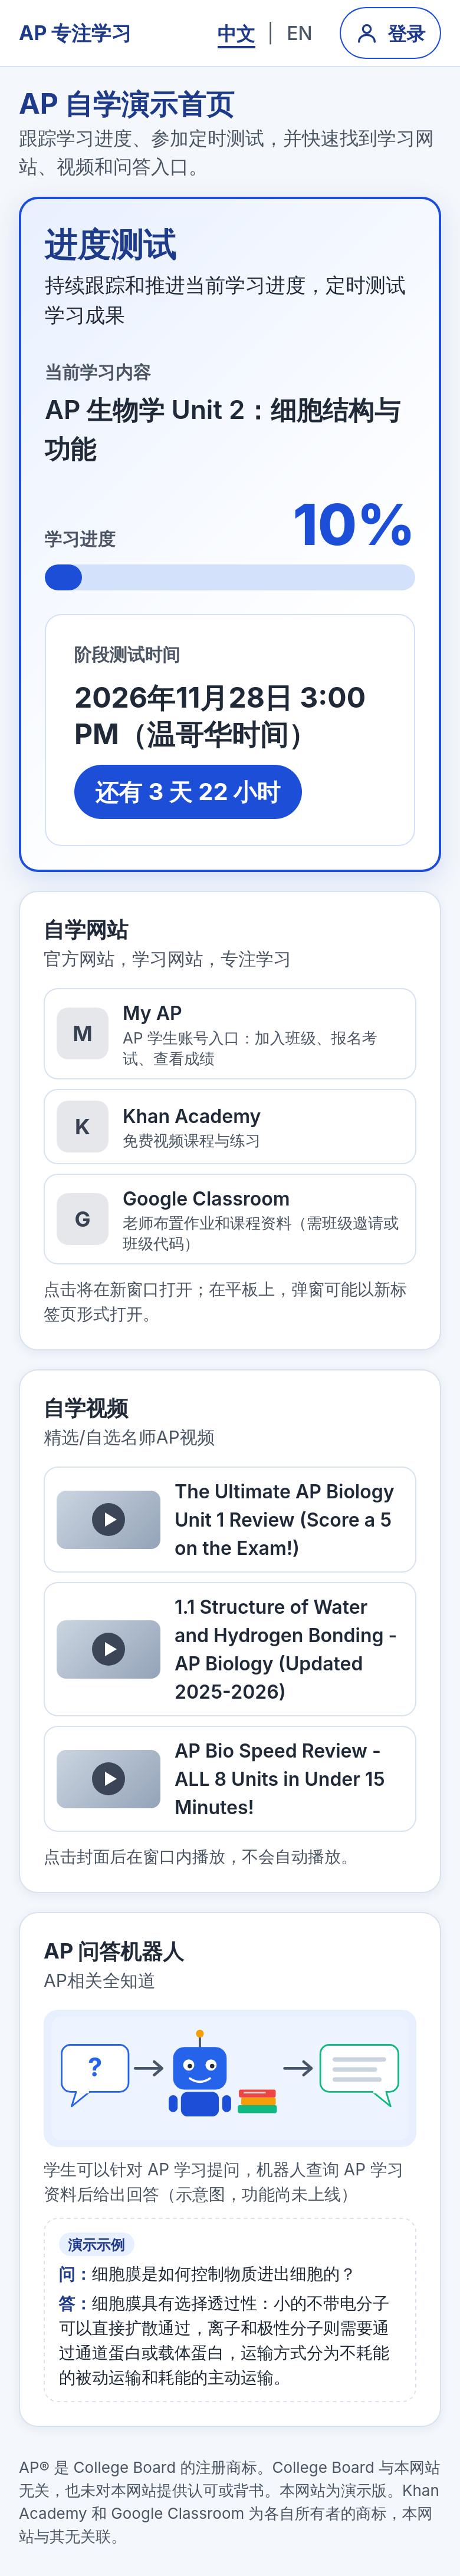 AP 专注学习
中文 | EN
登录
AP 自学演示首页
跟踪学习进度、参加定时测试，并快速找到学习网
站、视频和问答入口。
进度测试
持续跟踪和推进当前学习进度，定时测试
学习成果
当前学习内容
AP 生物学 Unit 2：细胞结构与
功能
学习进度
10%
阶段测试时间
2026年11月28日 3:00
PM（温哥华时间）
还有 3 天 22 小时
自学网站
官方网站，学习网站，专注学习
M
My AP
AP 学生账号入口：加入班级、报名考
试、查看成绩
K
Khan Academy
免费视频课程与练习
G
Google Classroom
老师布置作业和课程资料（需班级邀请或
班级代码）
点击将在新窗口打开；在平板上，弹窗可能以新标
签页形式打开。
自学视频
精选/自选名师AP视频
The Ultimate AP Biology
Unit 1 Review (Score a 5
on the Exam!)
1.1 Structure of Water
and Hydrogen Bonding -
AP Biology (Updated
2025-2026)
AP Bio Speed Review -
ALL 8 Units in Under 15
Minutes!
点击封面后在窗口内播放，不会自动播放。
AP 问答机器人
AP相关全知道
?
学生可以针对 AP 学习提问，机器人查询 AP 学习
资料后给出回答（示意图，功能尚未上线）
演示示例
问：细胞膜是如何控制物质进出细胞的？
答：细胞膜具有选择透过性：小的不带电分子
可以直接扩散通过，离子和极性分子则需要通
过通道蛋白或载体蛋白，运输方式分为不耗能
的被动运输和耗能的主动运输。
AP® 是 College Board 的注册商标。College Board 与本网站
无关，也未对本网站提供认可或背书。本网站为演示版。Khan
Academy 和 Google Classroom 为各自所有者的商标，本网
站与其无关联。